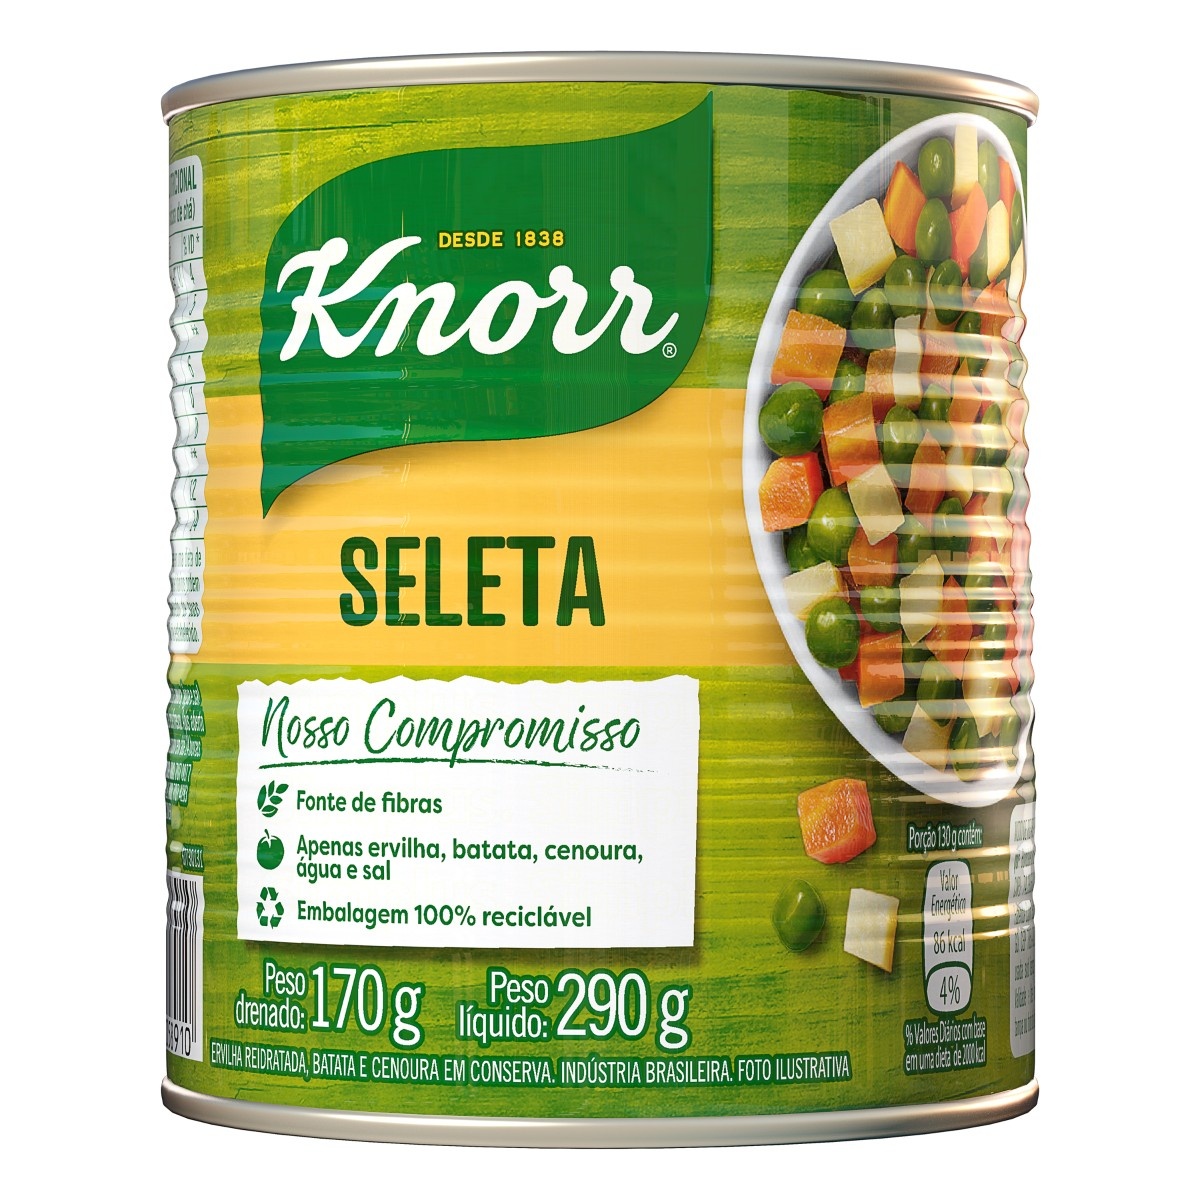 DESDE 1838
Knorr®
SELETA
Nosso Compromisso
Fonte de fibras
Apenas ervilha, batata, cenoura,
água e sal
Embalagem 100% reciclável
Peso
drenado: 170 g
Peso
líquido: 290 g
ERVILHA REIDRATADA, BATATA E CENOURA EM CONSERVA. INDÚSTRIA BRASILEIRA. FOTO ILUSTRATIVA
Porção 130 g contém:
Valor
Energético
86 kcal
4%
% Valores Diários com base
em uma dieta de 2000 kcal